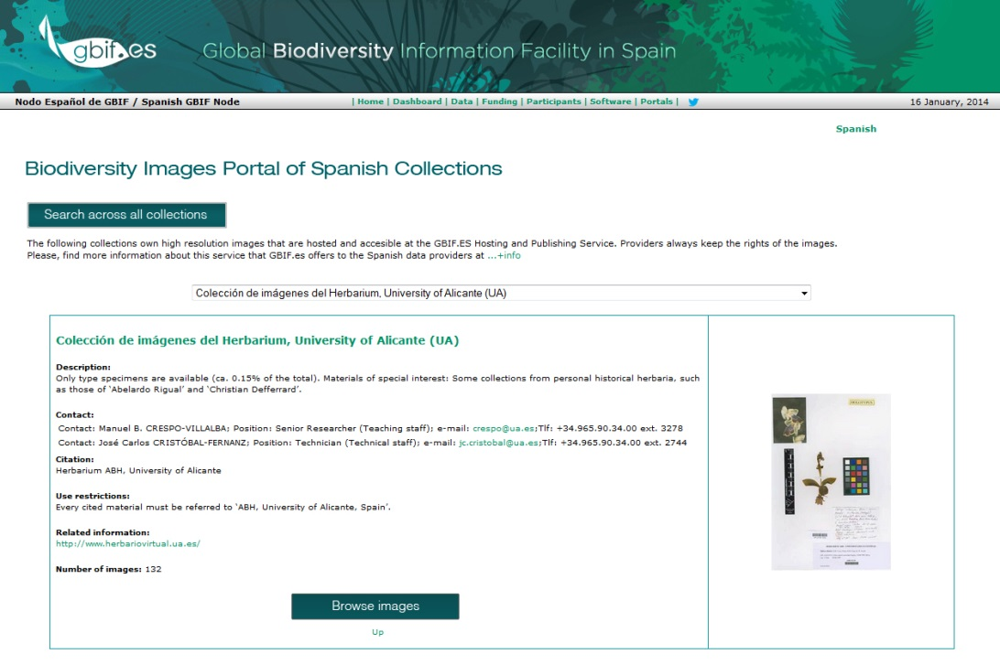 gbif.es
Global Biodiversity Information Facility in Spain
Nodo Español de GBIF / Spanish GBIF Node
| Home | Dashboard | Data | Funding | Participants | Software | Portals |
16 January, 2014
Spanish
Biodiversity Images Portal of Spanish Collections
Search across all collections
The following collections own high resolution images that are hosted and accesible at the GBIF.ES Hosting and Publishing Service. Providers always keep the rights of the images.
Please, find more information about this service that GBIF.es offers to the Spanish data providers at ...+info
Colección de imágenes del Herbarium, University of Alicante (UA)
Colección de imágenes del Herbarium, University of Alicante (UA)
Description:
Only type specimens are available (ca. 0.15% of the total). Materials of special interest: Some collections from personal historical herbaria, such
as those of ‘Abelardo Rigual’ and ‘Christian Defferrard’.
Contact:
Contact: Manuel B. CRESPO-VILLALBA; Position: Senior Researcher (Teaching staff); e-mail: crespo@ua.es;Tlf: +34.965.90.34.00 ext. 3278
Contact: José Carlos CRISTÓBAL-FERNANZ; Position: Technician (Technical staff); e-mail: jc.cristobal@ua.es;Tlf: +34.965.90.34.00 ext. 2744
Citation:
Herbarium ABH, University of Alicante
Use restrictions:
Every cited material must be referred to ‘ABH, University of Alicante, Spain’.
Related information:
http://www.herbariovirtual.ua.es/
Number of images: 132
Browse images
Up